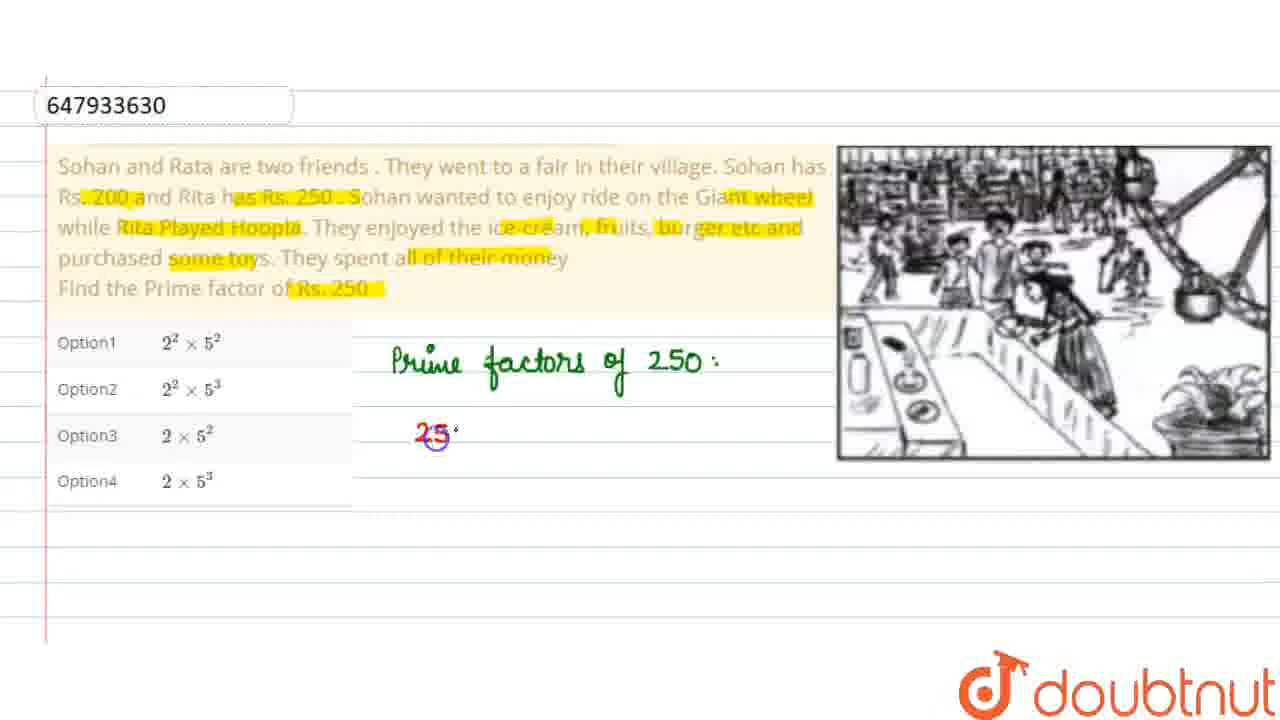 647933630
Sohan and Rata are two friends . They went to a fair in their village. Sohan has
Rs. 200 and Rita has Rs. 250 . Sohan wanted to enjoy ride on the Giant wheel
while Rita Played Hoopla. They enjoyed the ice-cream, fruits, burger etc and
purchased some toys. They spent all of their money
Find the Prime factor of Rs. 250
Option1 2² × 5²
Option2 2² × 5³
Option3 2 × 5²
Option4 2 × 5³
Prime factors of 250 :
25
doubtnut